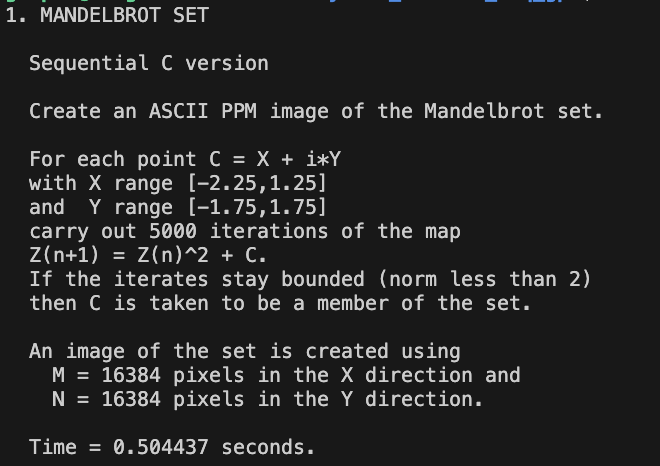 1. MANDELBROT SET
Sequential C version
Create an ASCII PPM image of the Mandelbrot set.
For each point C = X + i*Y
with X range [-2.25,1.25]
and  Y range [-1.75,1.75]
carry out 5000 iterations of the map
Z(n+1) = Z(n)^2 + C.
If the iterates stay bounded (norm less than 2)
then C is taken to be a member of the set.
An image of the set is created using
M = 16384 pixels in the X direction and
N = 16384 pixels in the Y direction.
Time = 0.504437 seconds.